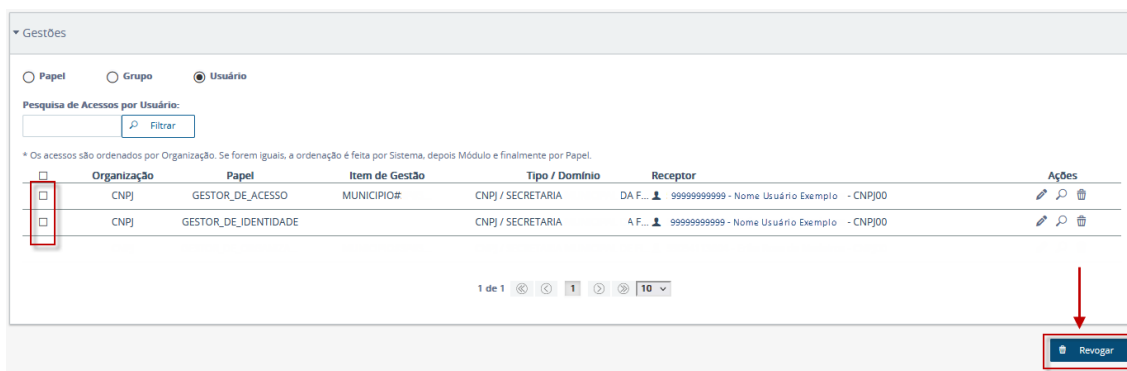 Gestões
Papel Grupo Usuário
Pesquisa de Acessos por Usuário:
Filtrar
* Os acessos são ordenados por Organização. Se forem iguais, a ordenação é feita por Sistema, depois Módulo e finalmente por Papel.
Organização Papel Item de Gestão Tipo / Domínio Receptor Ações
CNPJ GESTOR_DE_ACESSO MUNICIPIO# CNPJ / SECRETARIA DA F... 99999999999 - Nome Usuário Exemplo - CNPJ00
CNPJ GESTOR_DE_IDENTIDADE CNPJ / SECRETARIA A F... 99999999999 - Nome Usuário Exemplo - CNPJ00
1 de 1 1 10
Revogar